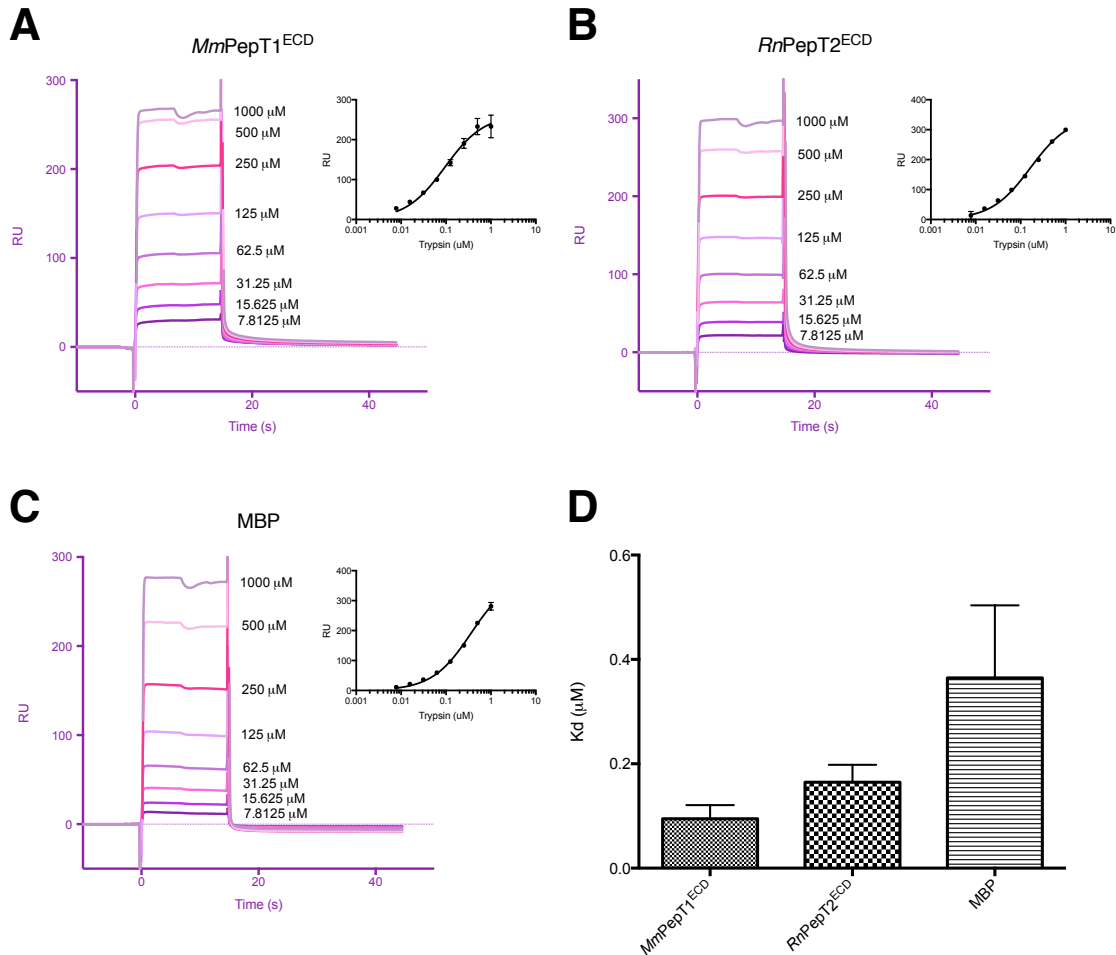 A
MmPepT1ECD
300
200
100
0
RU
0
20
40
Time (s)
1000 µM
500 µM
250 µM
125 µM
62.5 µM
31.25 µM
15.625 µM
7.8125 µM
300
200
100
0
RU
0.001
0.01
0.1
1
10
Trypsin (uM)
B
RnPepT2ECD
300
200
100
0
RU
0
20
40
Time (s)
1000 µM
500 µM
250 µM
125 µM
62.5 µM
31.25 µM
15.625 µM
7.8125 µM
400
300
200
100
0
RU
0.001
0.01
0.1
1
10
Trypsin (uM)
C
MBP
300
200
100
0
RU
0
20
40
Time (s)
1000 µM
500 µM
250 µM
125 µM
62.5 µM
31.25 µM
15.625 µM
7.8125 µM
400
300
200
100
0
RU
0.001
0.01
0.1
1
10
Trypsin (uM)
D
0.6
0.4
0.2
0.0
Kd (µM)
MmPepT1ECD
RnPepT2ECD
MBP